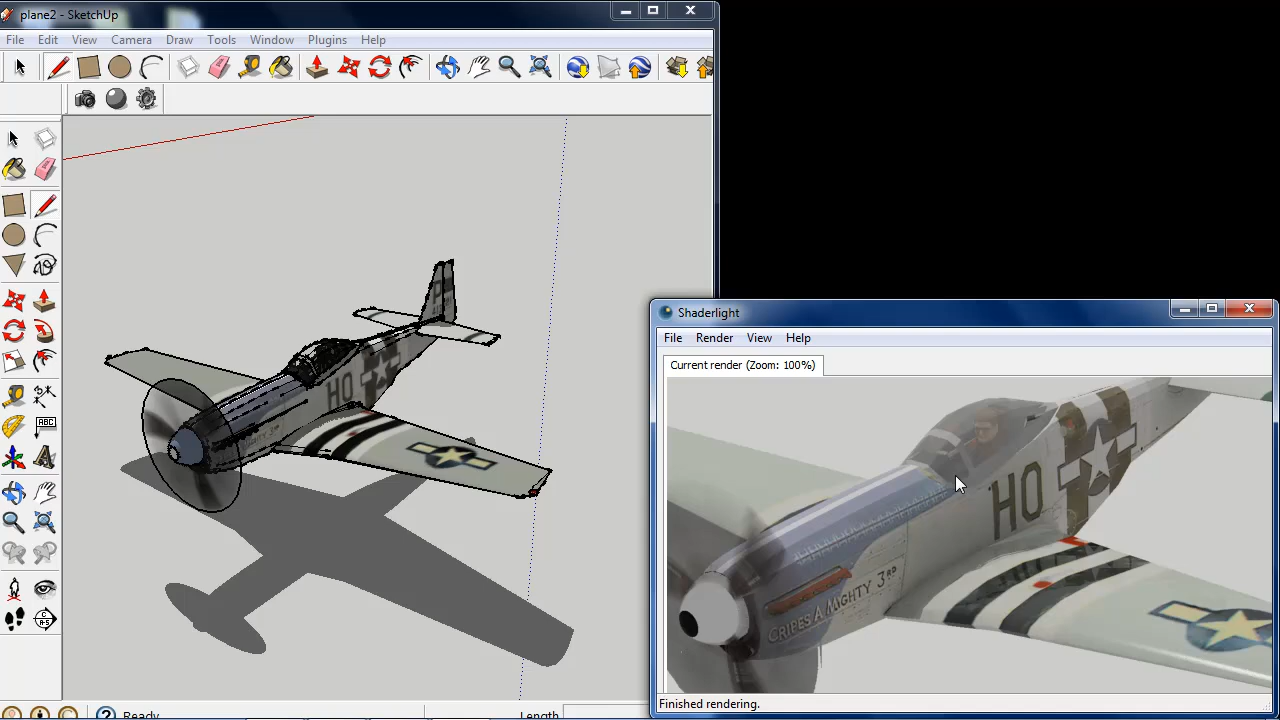 plane2 - SketchUp
File Edit View Camera Draw Tools Window Plugins Help
ABC
C
A-S
HO
Ready
Length
Shaderlight
File Render View Help
Current render (Zoom: 100%)
HO
CRIPES A MIGHTY 3RD
Finished rendering.